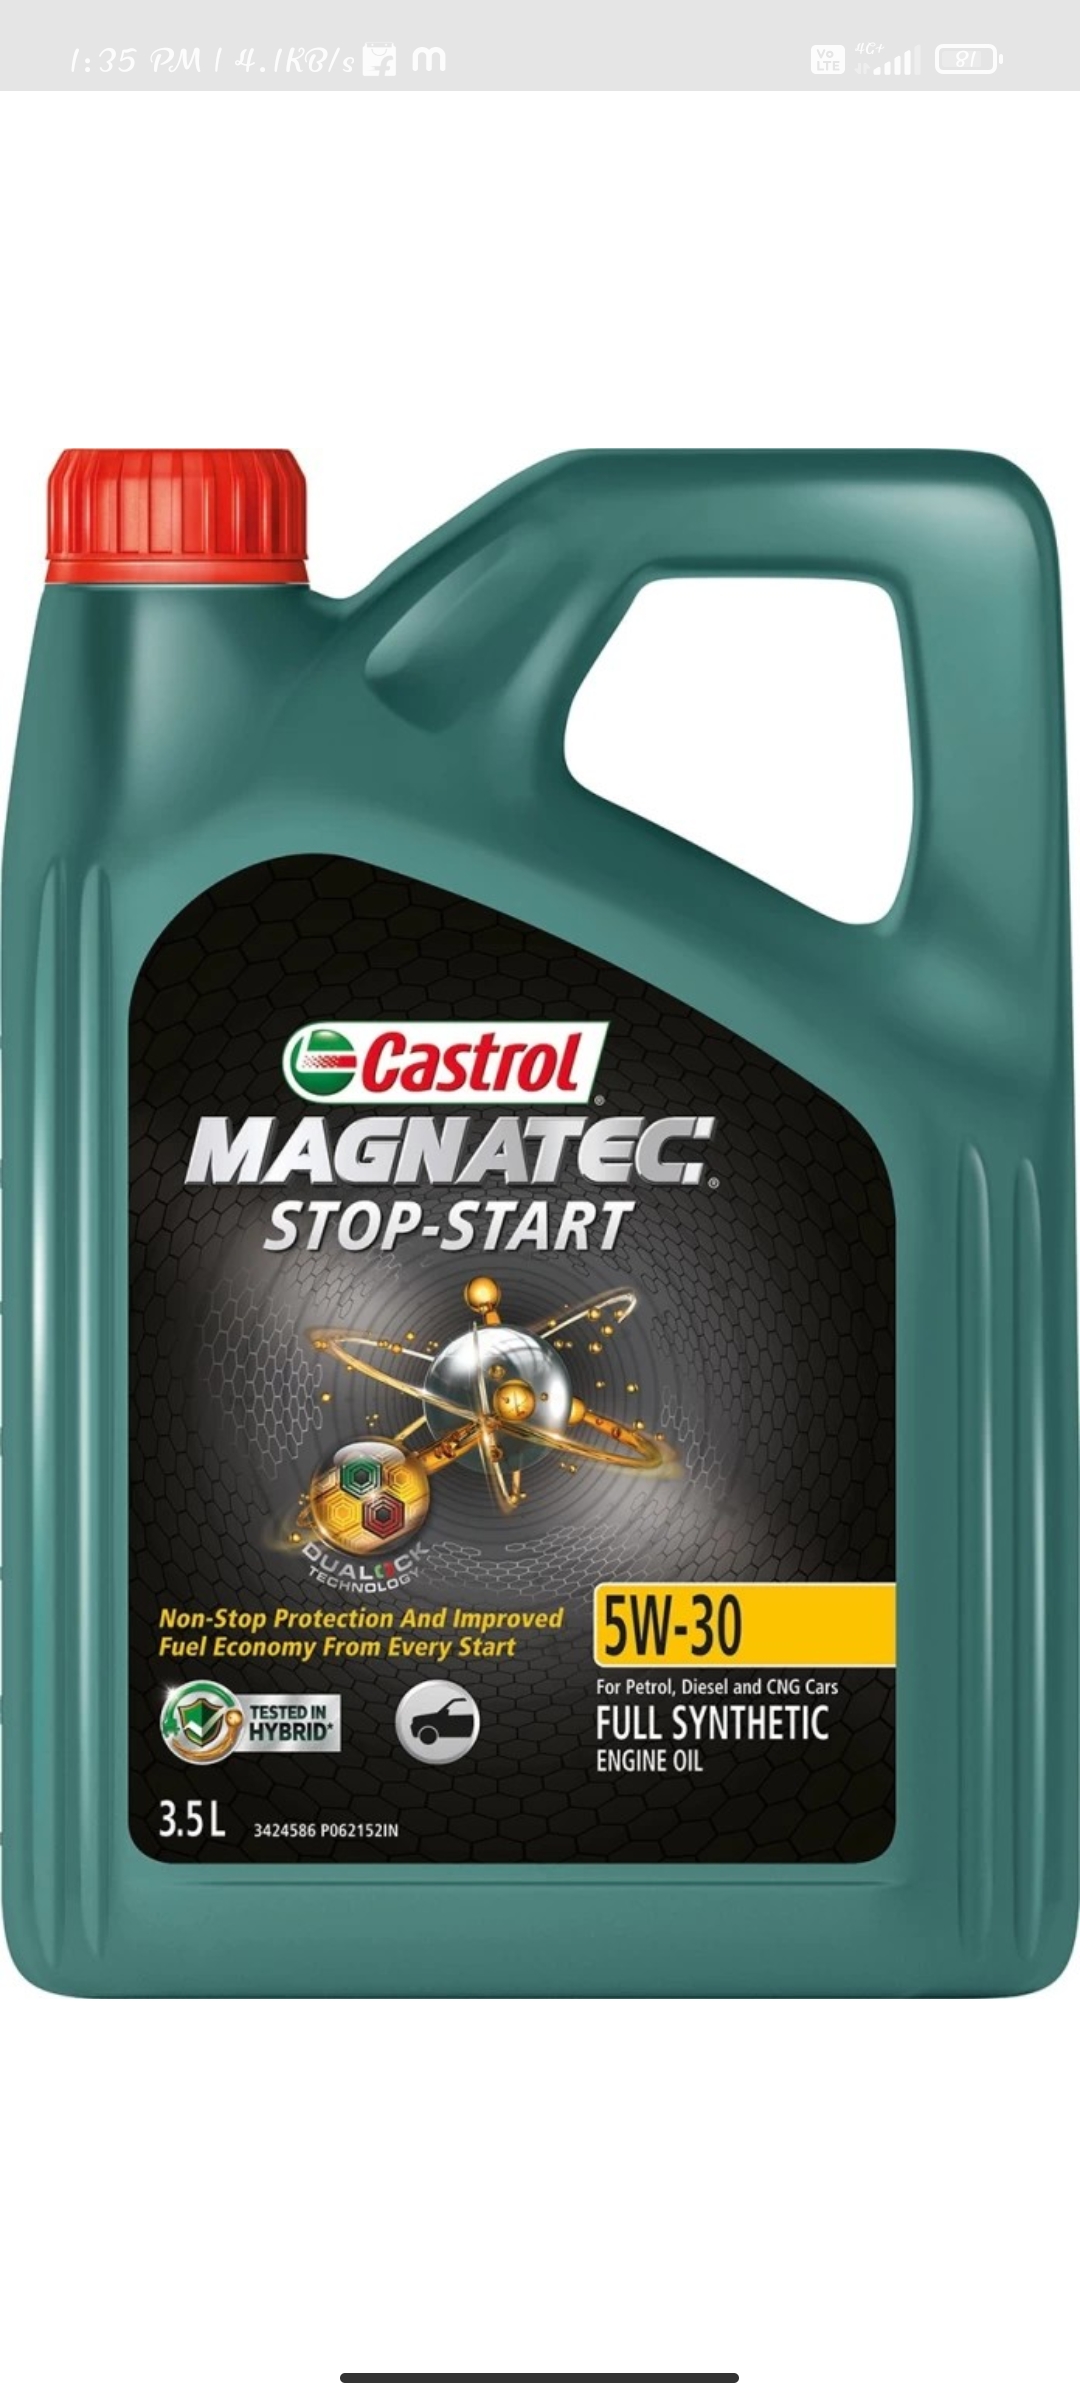 1:35 PM | 4.1KB/s m Vo LTE 4G+ 81
Castrol®
MAGNATEC®
STOP-START
DUALOCK
TECHNOLOGY
Non-Stop Protection And Improved
Fuel Economy From Every Start
5W-30
For Petrol, Diesel and CNG Cars
FULL SYNTHETIC
ENGINE OIL
TESTED IN
HYBRID*
3.5 L 3424586 P062152IN